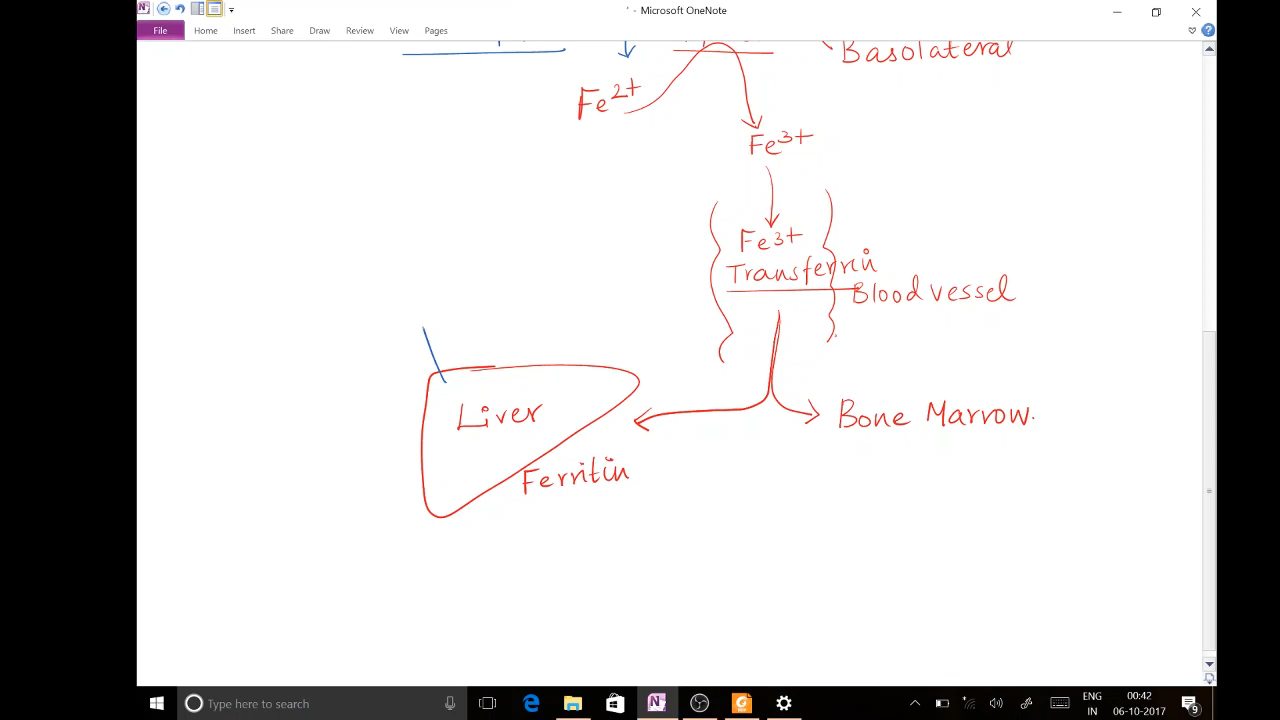 ' - Microsoft OneNote
File Home Insert Share Draw Review View Pages
Basolateral
Fe2+
Fe3+
Fe3+
Transferrin
Blood vessel
Liver
Bone Marrow.
Ferritin
Type here to search
ENG 00:42
IN 06-10-2017
9